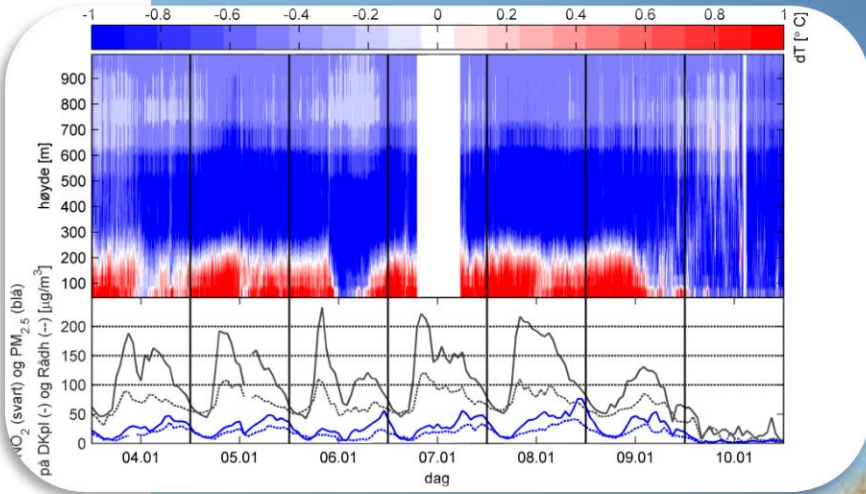 -1 -0.8 -0.6 -0.4 -0.2 0 0.2 0.4 0.6 0.8 1
dT [° C]
høyde [m]
900
800
700
600
500
400
300
200
100
NO2 (svart) og PM2.5 (blå)
på DKpl (-) og Rådh (--) [µg/m³]
200
150
100
50
0
04.01 05.01 06.01 07.01 08.01 09.01 10.01
dag